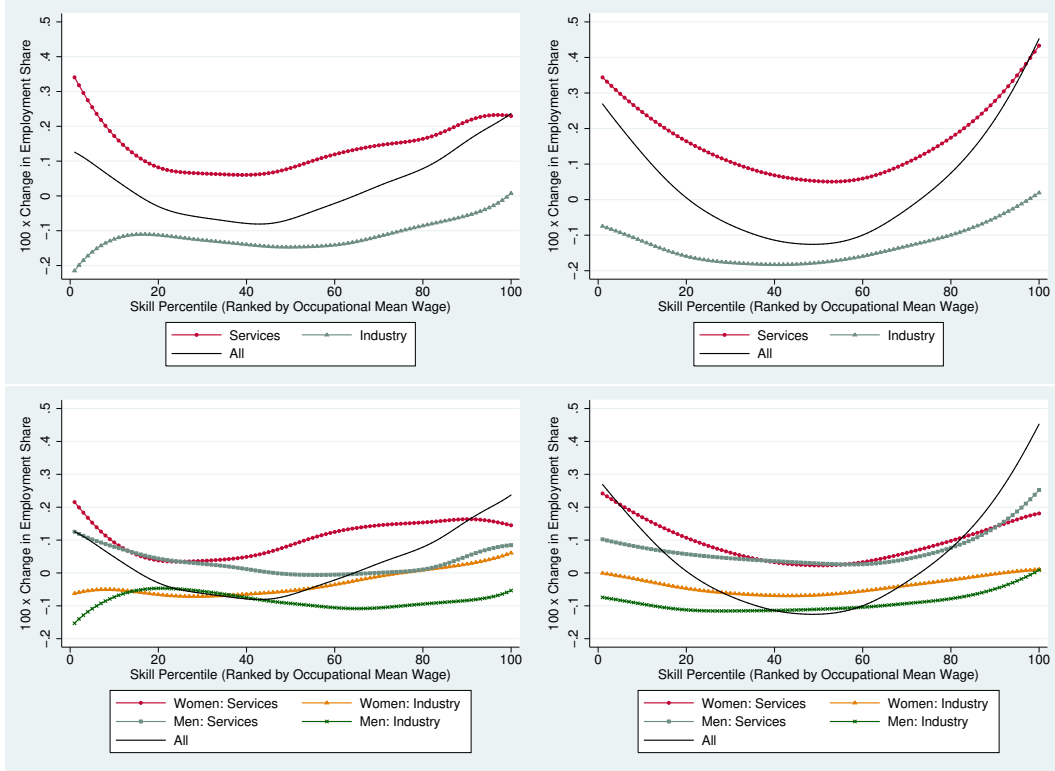 100 x Change in Employment Share
.5
.4
.3
.2
.1
0
-.1
-.2
0 20 40 60 80 100
Skill Percentile (Ranked by Occupational Mean Wage)
Services Industry
All
100 x Change in Employment Share
.5
.4
.3
.2
.1
0
-.1
-.2
0 20 40 60 80 100
Skill Percentile (Ranked by Occupational Mean Wage)
Services Industry
All
100 x Change in Employment Share
.5
.4
.3
.2
.1
0
-.1
-.2
0 20 40 60 80 100
Skill Percentile (Ranked by Occupational Mean Wage)
Women: Services Women: Industry
Men: Services Men: Industry
All
100 x Change in Employment Share
.5
.4
.3
.2
.1
0
-.1
-.2
0 20 40 60 80 100
Skill Percentile (Ranked by Occupational Mean Wage)
Women: Services Women: Industry
Men: Services Men: Industry
All